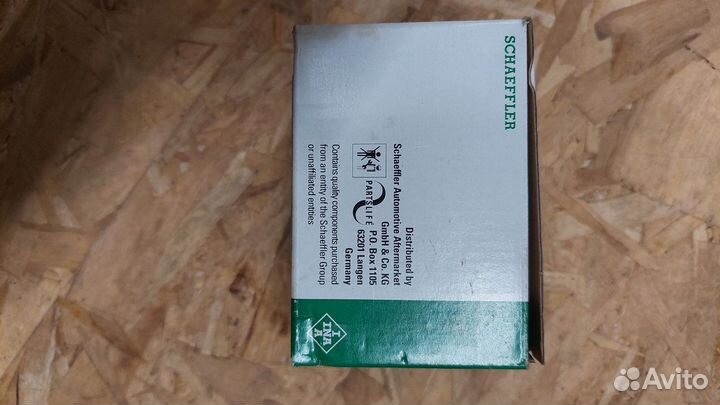 SCHAEFFLER
Distributed by
Schaeffler Automotive Aftermarket
GmbH & Co. KG
P.O. Box 1105
63201 Langen
Germany
PARTSLIFE
Contains quality components purchased
from an entity of the Schaeffler Group
or unaffiliated entities
I
INA
A
Avito